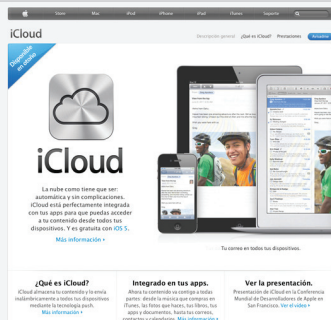 Store Mac iPod iPhone iPad iTunes Soporte
iCloud
Descripción general ¿Qué es iCloud? Prestaciones
Disponible
en otoño
iCloud
La nube como tiene que ser:
automática y sin complicaciones.
iCloud está perfectamente integrada
con tus apps para que puedas acceder
a tu contenido desde todos tus
dispositivos. Y es gratuita con iOS 5.
Más información
Tu correo en todos tus dispositivos.
¿Qué es iCloud?
iCloud almacena tu contenido y lo envía
inalámbricamente a todos tus dispositivos
mediante la tecnología push.
Más información
Integrado en tus apps.
Ahora tu contenido va contigo a todas
partes: desde la música que compras en
iTunes, las fotos que haces, tus libros, tus
apps y documentos, hasta tus correos,
contactos y calendarios. Más información
Ver la presentación.
Presentación de iCloud en la Conferencia
Mundial de Desarrolladores de Apple en
San Francisco. Ver el vídeo